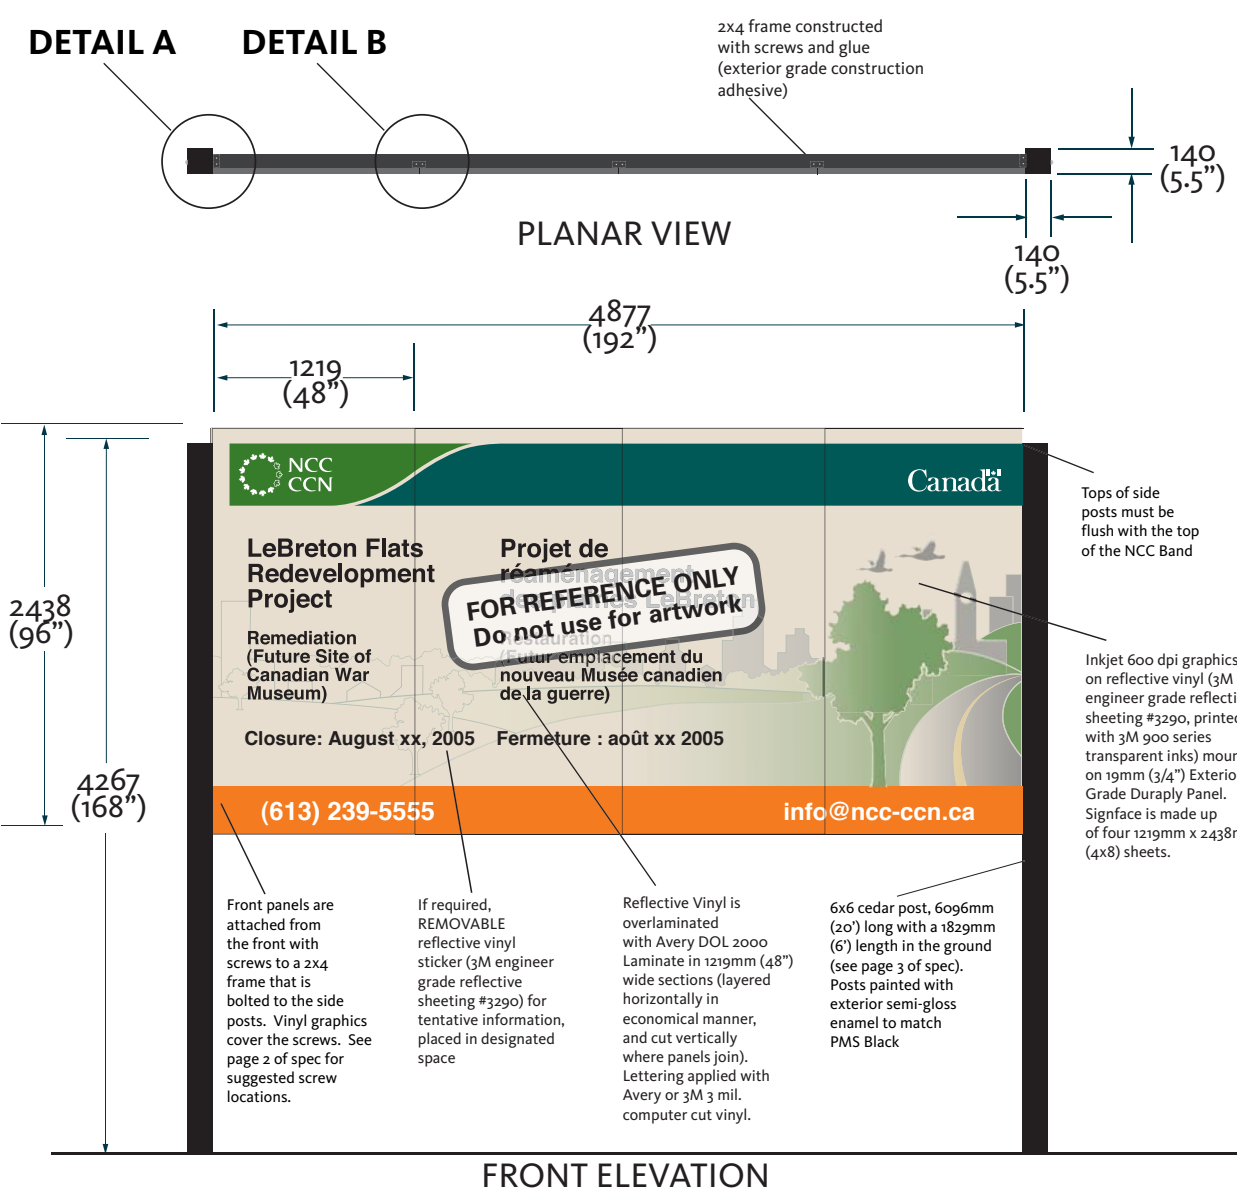 DETAIL A
DETAIL B
2x4 frame constructed
with screws and glue
(exterior grade construction
adhesive)
140
(5.5”)
140
(5.5”)
PLANAR VIEW
4877
(192”)
1219
(48”)
2438
(96”)
4267
(168”)
NCC
CCN
Canada
LeBreton Flats
Redevelopment
Project
Remediation
(Future Site of
Canadian War
Museum)
Closure: August xx, 2005
Projet de
réaménagement
des plaines LeBreton
Restauration
(Futur emplacement du
nouveau Musée canadien
de la guerre)
Fermeture : août xx 2005
FOR REFERENCE ONLY
Do not use for artwork
(613) 239-5555
info@ncc-ccn.ca
Tops of side
posts must be
flush with the top
of the NCC Band
Inkjet 600 dpi graphics
on reflective vinyl (3M
engineer grade reflecti
sheeting #3290, printed
with 3M 900 series
transparent inks) moun
on 19mm (3/4”) Exterio
Grade Duraply Panel.
Signface is made up
of four 1219mm x 2438m
(4x8) sheets.
Front panels are
attached from
the front with
screws to a 2x4
frame that is
bolted to the side
posts. Vinyl graphics
cover the screws. See
page 2 of spec for
suggested screw
locations.
If required,
REMOVABLE
reflective vinyl
sticker (3M engineer
grade reflective
sheeting #3290) for
tentative information,
placed in designated
space
Reflective Vinyl is
overlaminated
with Avery DOL 2000
Laminate in 1219mm (48”)
wide sections (layered
horizontally in
economical manner,
and cut vertically
where panels join).
Lettering applied with
Avery or 3M 3 mil.
computer cut vinyl.
6x6 cedar post, 6096mm
(20’) long with a 1829mm
(6’) length in the ground
(see page 3 of spec).
Posts painted with
exterior semi-gloss
enamel to match
PMS Black
FRONT ELEVATION